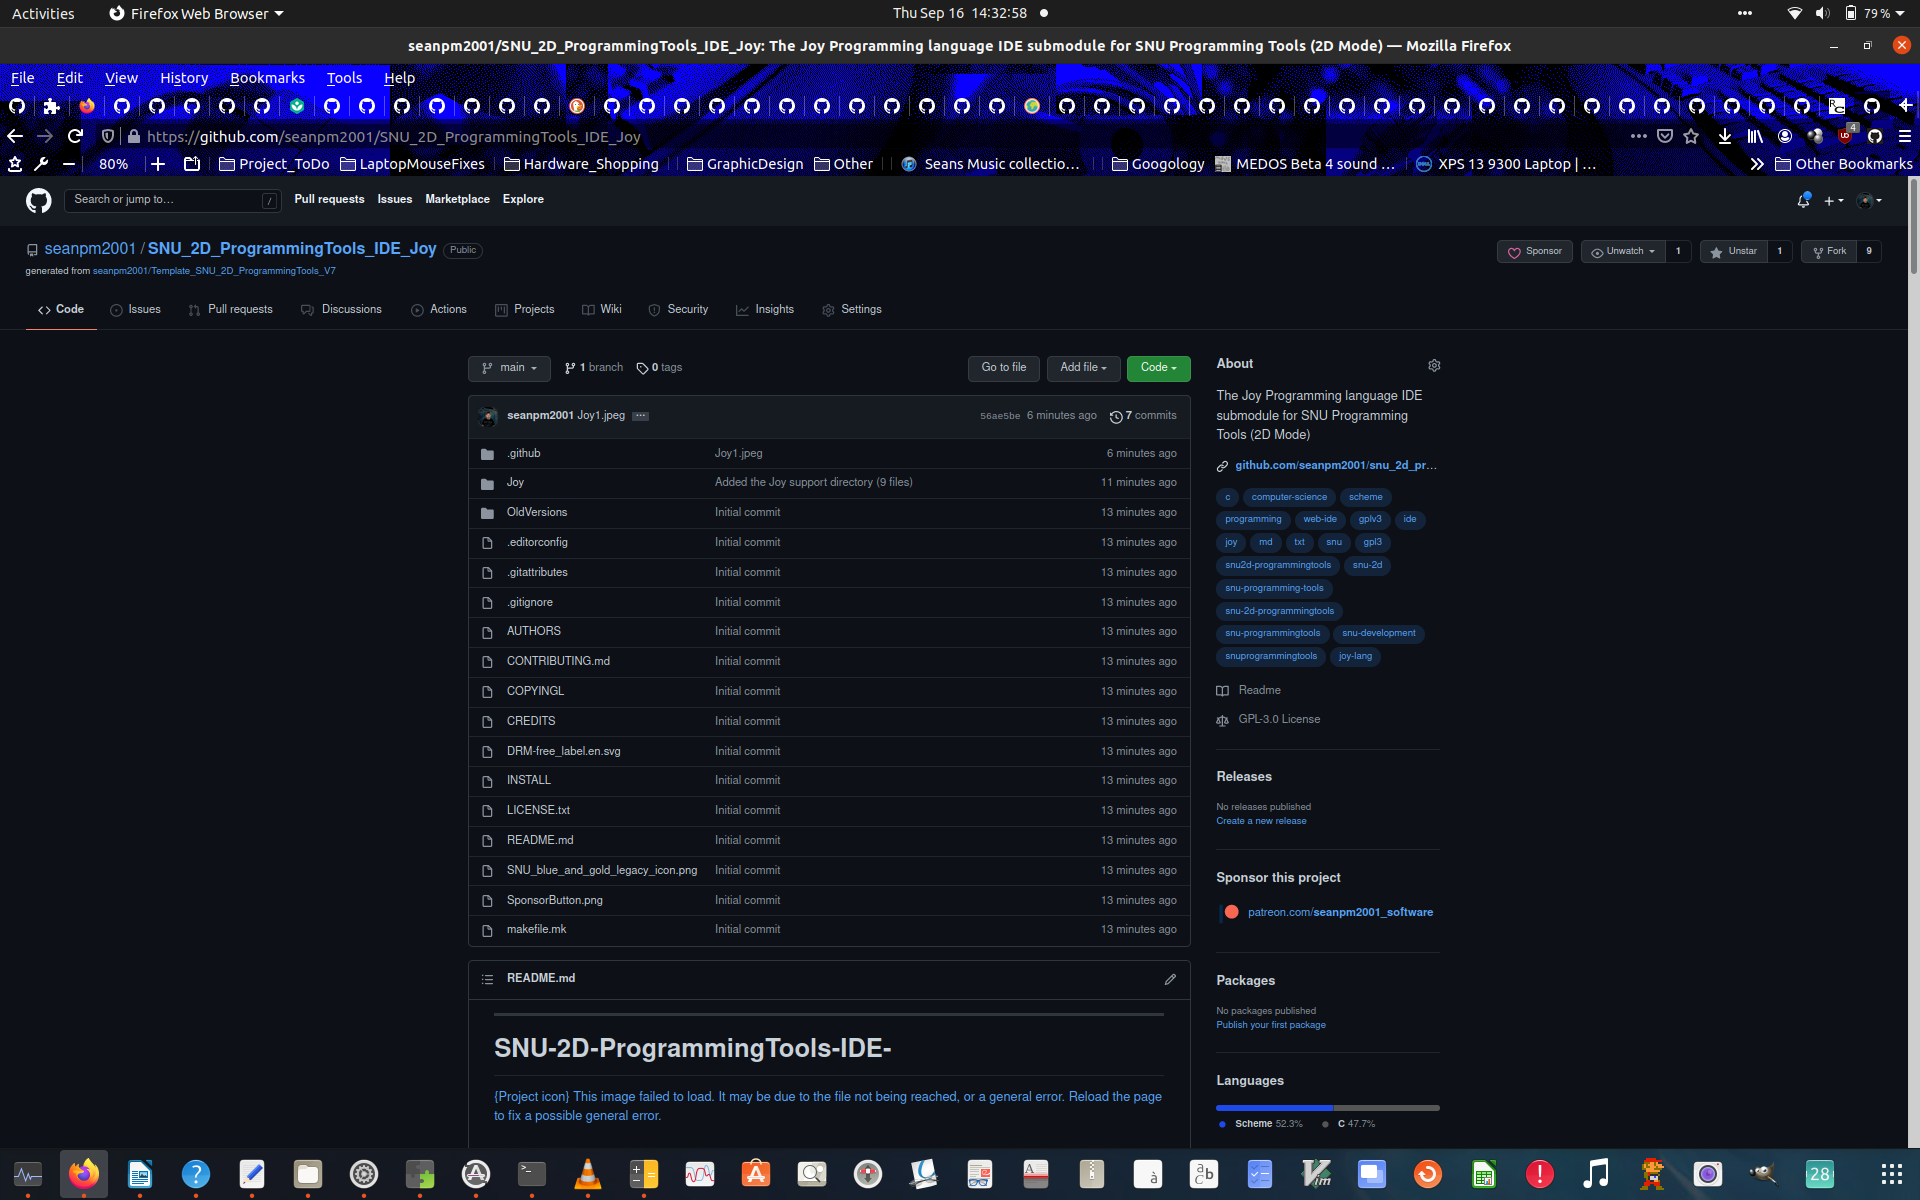 Activities Firefox Web Browser Thu Sep 16 14:32:58 79 %
seanpm2001/SNU_2D_ProgrammingTools_IDE_Joy: The Joy Programming language IDE submodule for SNU Programming Tools (2D Mode) — Mozilla Firefox
File Edit View History Bookmarks Tools Help
https://github.com/seanpm2001/SNU_2D_ProgrammingTools_IDE_Joy 4
80% Project_ToDo LaptopMouseFixes Hardware_Shopping GraphicDesign Other Seans Music collectio… Googology MEDOS Beta 4 sound … XPS 13 9300 Laptop | … Other Bookmarks
Search or jump to… / Pull requests Issues Marketplace Explore
seanpm2001 / SNU_2D_ProgrammingTools_IDE_Joy Public Sponsor Unwatch 1 Unstar 1 Fork 9
generated from seanpm2001/Template_SNU_2D_ProgrammingTools_V7
Code Issues Pull requests Discussions Actions Projects Wiki Security Insights Settings
main 1 branch 0 tags Go to file Add file Code
seanpm2001 Joy1.jpeg 56ae5be 6 minutes ago 7 commits
.github Joy1.jpeg 6 minutes ago
Joy Added the Joy support directory (9 files) 11 minutes ago
OldVersions Initial commit 13 minutes ago
.editorconfig Initial commit 13 minutes ago
.gitattributes Initial commit 13 minutes ago
.gitignore Initial commit 13 minutes ago
AUTHORS Initial commit 13 minutes ago
CONTRIBUTING.md Initial commit 13 minutes ago
COPYINGL Initial commit 13 minutes ago
CREDITS Initial commit 13 minutes ago
DRM-free_label.en.svg Initial commit 13 minutes ago
INSTALL Initial commit 13 minutes ago
LICENSE.txt Initial commit 13 minutes ago
README.md Initial commit 13 minutes ago
SNU_blue_and_gold_legacy_icon.png Initial commit 13 minutes ago
SponsorButton.png Initial commit 13 minutes ago
makefile.mk Initial commit 13 minutes ago
README.md
SNU-2D-ProgrammingTools-IDE-
{Project icon} This image failed to load. It may be due to the file not being reached, or a general error. Reload the page
to fix a possible general error.
About
The Joy Programming language IDE
submodule for SNU Programming
Tools (2D Mode)
github.com/seanpm2001/snu_2d_pr…
c computer-science scheme
programming web-ide gplv3 ide
joy md txt snu gpl3
snu2d-programmingtools snu-2d
snu-programming-tools
snu-2d-programmingtools
snu-programmingtools snu-development
snuprogrammingtools joy-lang
Readme
GPL-3.0 License
Releases
No releases published
Create a new release
Sponsor this project
patreon.com/seanpm2001_software
Packages
No packages published
Publish your first package
Languages
Scheme 52.3% C 47.7%
28